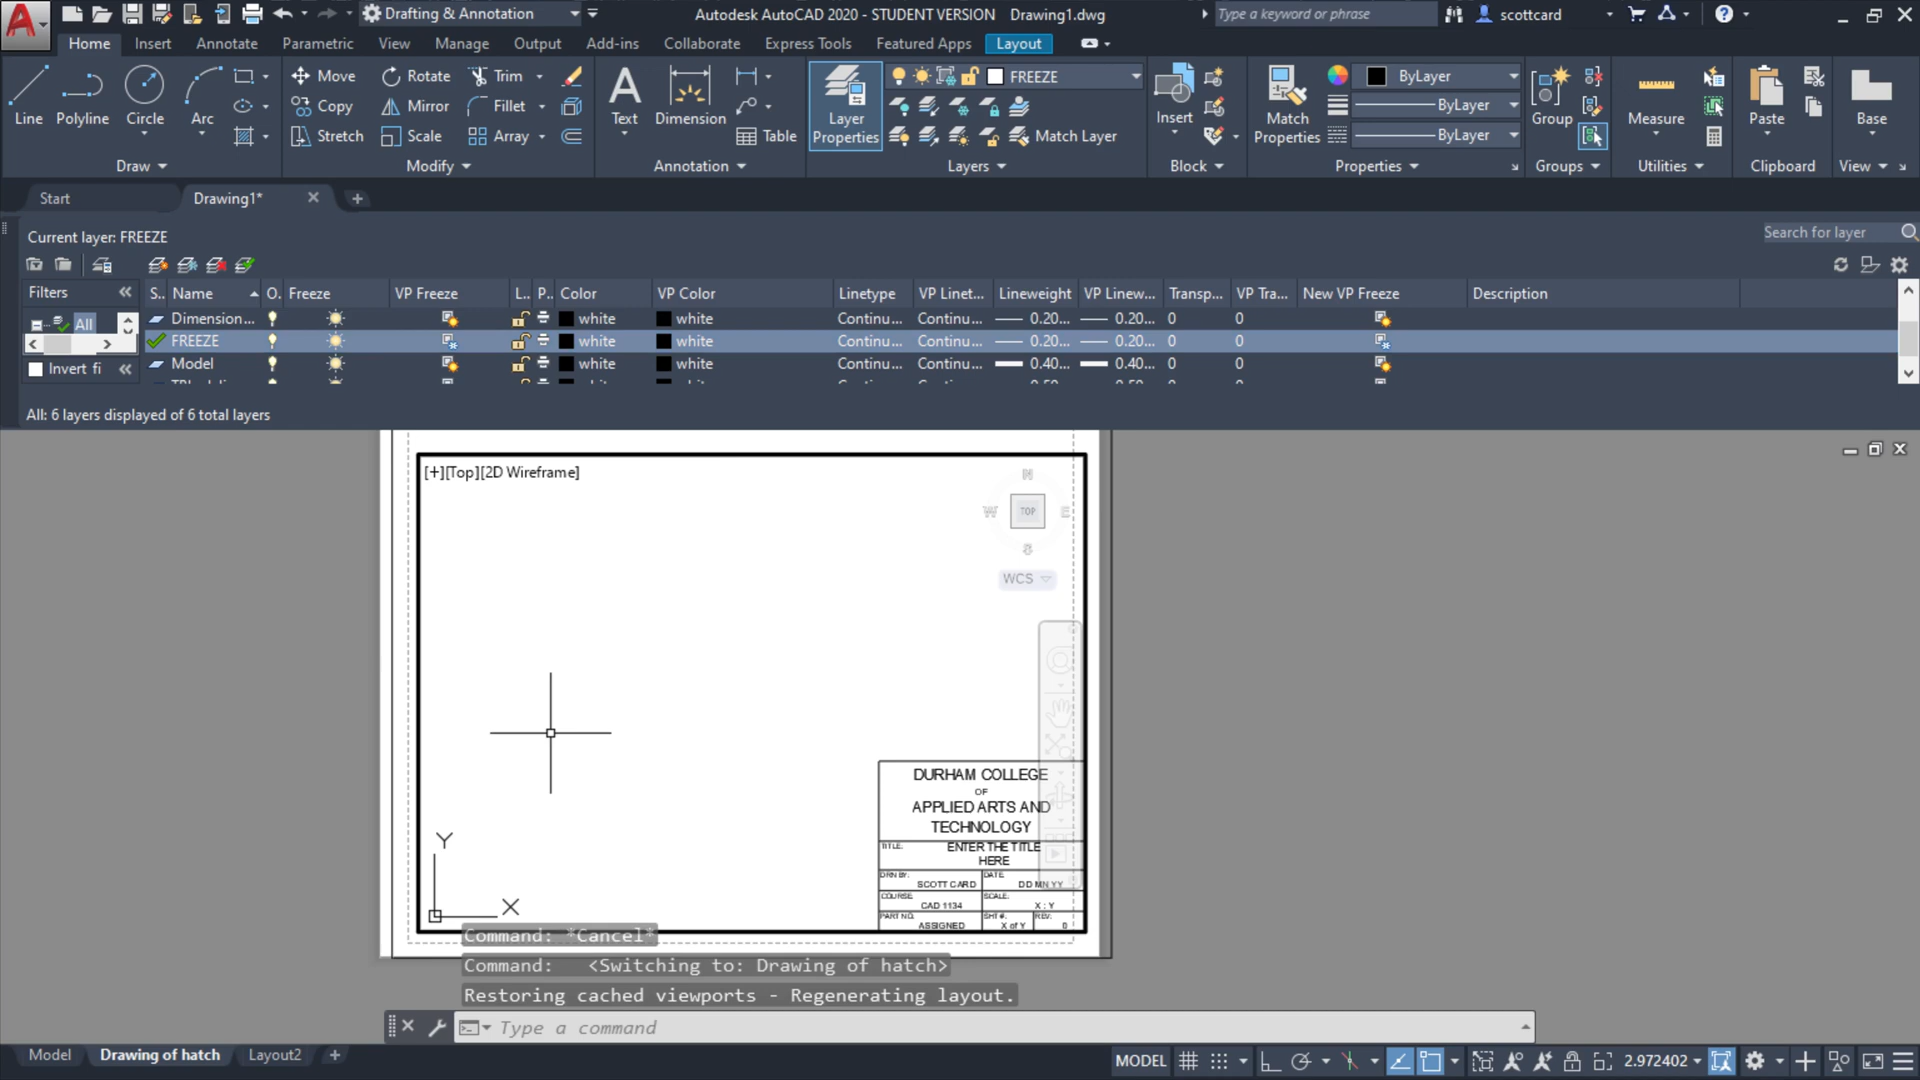 Drafting & Annotation
Autodesk AutoCAD 2020 - STUDENT VERSION Drawing1.dwg
Type a keyword or phrase
scottcard
Home Insert Annotate Parametric View Manage Output Add-ins Collaborate Express Tools Featured Apps Layout
Line Polyline Circle Arc
Move Rotate Trim
Copy Mirror Fillet
Stretch Scale Array
Text Dimension Table
Layer Properties
FREEZE
Match Layer
Insert
Match Properties
ByLayer
ByLayer
ByLayer
Group Measure Paste Base
Draw Modify Annotation Layers Block Properties Groups Utilities Clipboard View
Start Drawing1*
Current layer: FREEZE
Search for layer
Filters
All
Invert fi
S.. Name O. Freeze VP Freeze L.. P.. Color VP Color Linetype VP Linet... Lineweight VP Linew... Transp... VP Tra... New VP Freeze Description
Dimension... white white Continu... Continu... 0.20... 0.20... 0 0
FREEZE white white Continu... Continu... 0.20... 0.20... 0 0
Model white white Continu... Continu... 0.40... 0.40... 0 0
All: 6 layers displayed of 6 total layers
[+][Top][2D Wireframe]
N
W TOP E
S
WCS
DURHAM COLLEGE
OF
APPLIED ARTS AND
TECHNOLOGY
TITLE: ENTER THE TITLE
HERE
DRN BY: SCOTT CARD DATE: DD MN YY
COURSE: CAD 1134 SCALE: X : Y
PART NO. ASSIGNED SHT #: X of Y REV: 0
Y
X
Command: *Cancel*
Command: <Switching to: Drawing of hatch>
Restoring cached viewports - Regenerating layout.
Type a command
Model Drawing of hatch Layout2
MODEL 2.972402